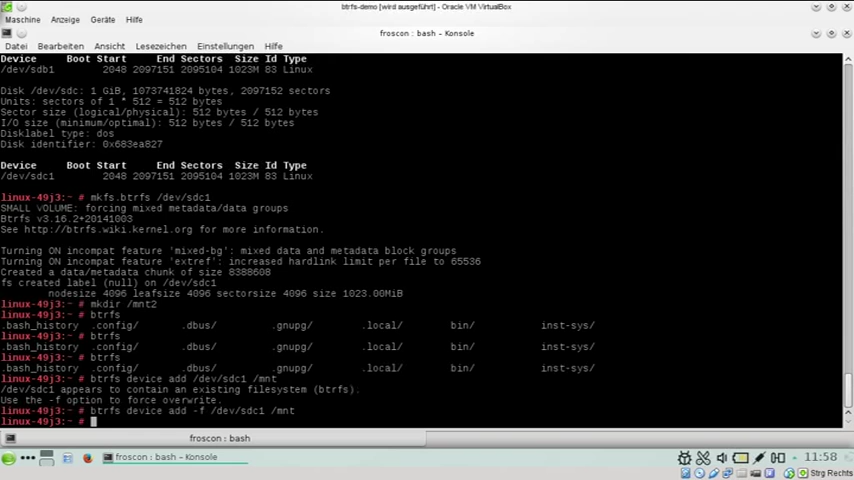 btrfs-demo [wird ausgeführt] - Oracle VM VirtualBox
Maschine Anzeige Geräte Hilfe
froscon : bash – Konsole
Datei Bearbeiten Ansicht Lesezeichen Einstellungen Hilfe
Device Boot Start End Sectors Size Id Type
/dev/sdb1 2048 2097151 2095104 1023M 83 Linux
Disk /dev/sdc: 1 GiB, 1073741824 bytes, 2097152 sectors
Units: sectors of 1 * 512 = 512 bytes
Sector size (logical/physical): 512 bytes / 512 bytes
I/O size (minimum/optimal): 512 bytes / 512 bytes
Disklabel type: dos
Disk identifier: 0x683ea827
Device Boot Start End Sectors Size Id Type
/dev/sdc1 2048 2097151 2095104 1023M 83 Linux
linux-49j3:~ # mkfs.btrfs /dev/sdc1
SMALL VOLUME: forcing mixed metadata/data groups
Btrfs v3.16.2+20141003
See http://btrfs.wiki.kernel.org for more information.
Turning ON incompat feature 'mixed-bg': mixed data and metadata block groups
Turning ON incompat feature 'extref': increased hardlink limit per file to 65536
Created a data/metadata chunk of size 8388608
fs created label (null) on /dev/sdc1
nodesize 4096 leafsize 4096 sectorsize 4096 size 1023.00MiB
linux-49j3:~ # mkdir /mnt2
linux-49j3:~ # btrfs
.bash_history .config/ .dbus/ .gnupg/ .local/ bin/ inst-sys/
linux-49j3:~ # btrfs
.bash_history .config/ .dbus/ .gnupg/ .local/ bin/ inst-sys/
linux-49j3:~ # btrfs
.bash_history .config/ .dbus/ .gnupg/ .local/ bin/ inst-sys/
linux-49j3:~ # btrfs device add /dev/sdc1 /mnt
/dev/sdc1 appears to contain an existing filesystem (btrfs).
Use the -f option to force overwrite.
linux-49j3:~ # btrfs device add -f /dev/sdc1 /mnt
linux-49j3:~ #
froscon : bash
froscon : bash – Konsole
11:58
Strg Rechts